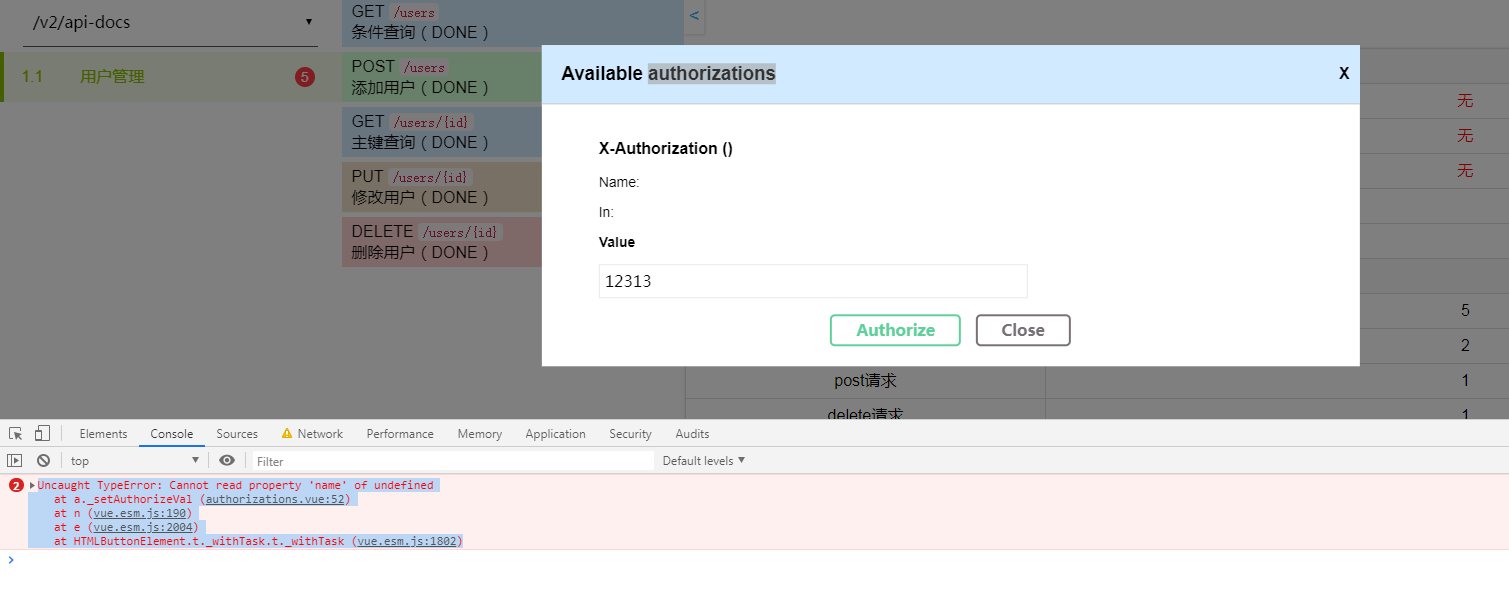 /v2/api-docs ▼
1.1 用户管理 5
GET /users
条件查询（DONE）
POST /users
添加用户（DONE）
GET /users/{id}
主键查询（DONE）
PUT /users/{id}
修改用户（DONE）
DELETE /users/{id}
删除用户（DONE）
<
Available authorizations X
X-Authorization ()
Name:
In:
Value
12313
Authorize Close
无
无
无
5
2
post请求 1
delete请求 1
Elements Console Sources Network Performance Memory Application Security Audits
top ▼ Filter Default levels ▼
2 ▶Uncaught TypeError: Cannot read property 'name' of undefined
at a._setAuthorizeVal (authorizations.vue:52)
at n (vue.esm.js:190)
at e (vue.esm.js:2004)
at HTMLButtonElement.t._withTask.t._withTask (vue.esm.js:1802)
>